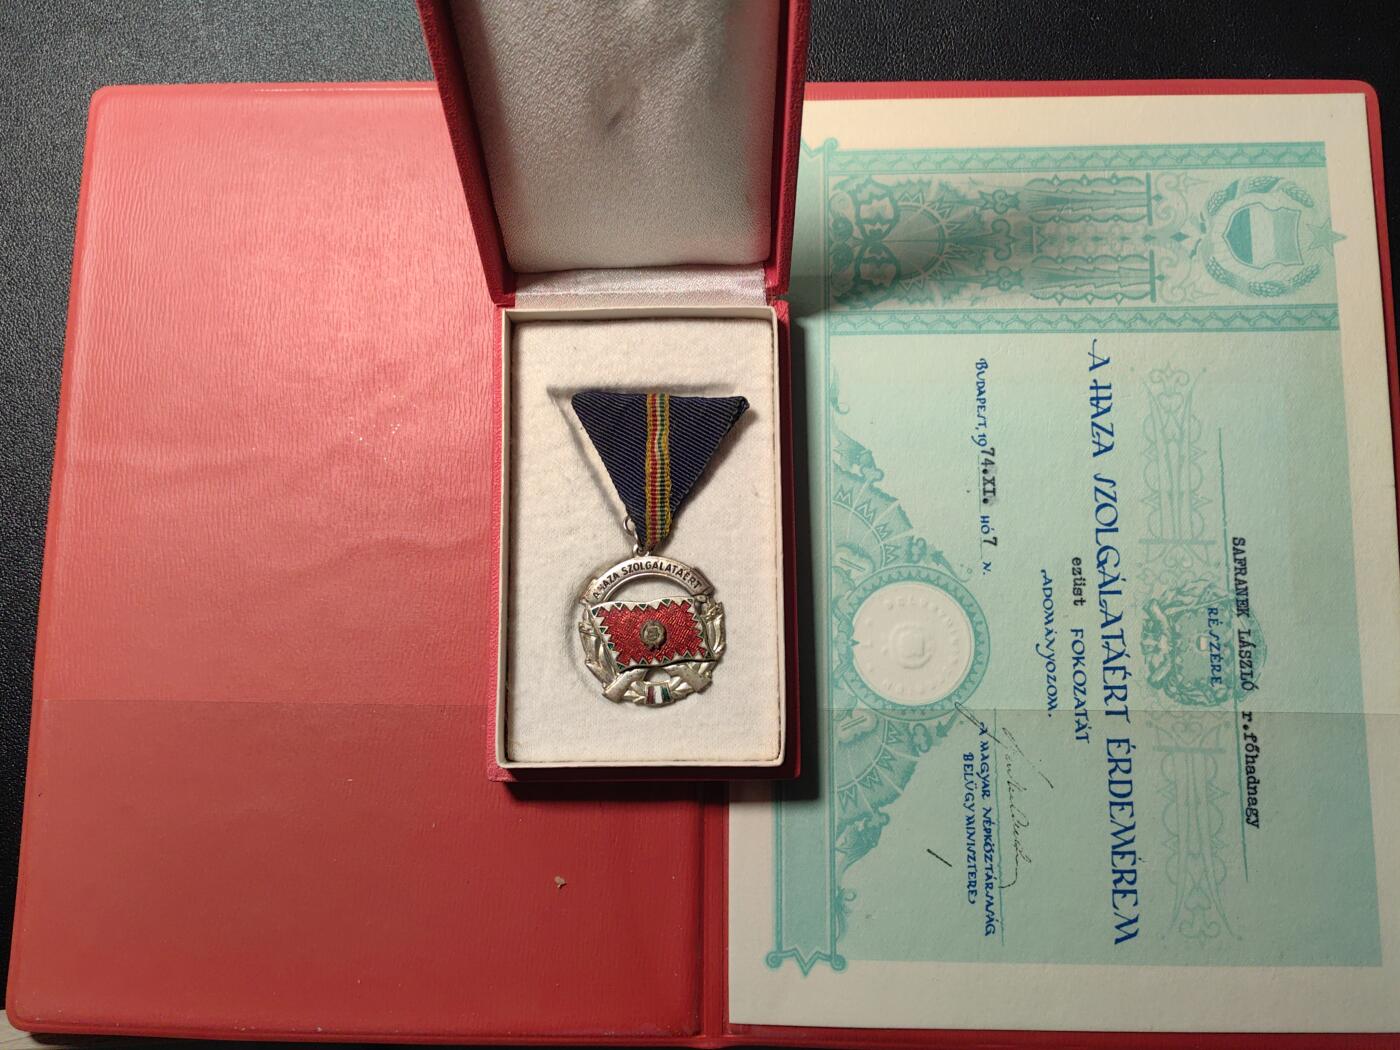 A HAZA SZOLGÁLATÁÉRT
SAFRANEK LÁSZLÓ r.főhadnagy
RÉSZÉRE
A HAZA SZOLGÁLATÁÉRT ÉRDEMÉREM
ezüst FOKOZATÁT
ADOMÁNYOZOM.
BUDAPEST, 1974.XI. HÓ 7 N.
A MAGYAR NÉPKÖZTÁRSASÁG
BELÜGYMINISZTERE